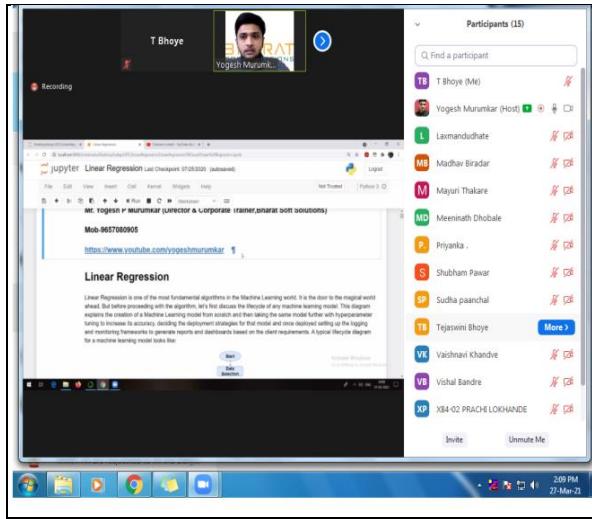 T Bhoye
Yogesh Murumk...
Recording
jupyter Linear Regression Last Checkpoint: 07/25/2020 (autosaved)
Logout
File Edit View Insert Cell Kernel Widgets Help
Not Trusted Python 3
Run
Mr. Yogesh P Murumkar (Director & Corporate Trainer,Bharat Soft Solutions)
Mob-9657080905
https://www.youtube.com/yogeshmurumkar ¶
Linear Regression
Linear Regression is one of the most fundamental algorithms in the Machine Learning world. It is the door to the magical world
ahead. But before proceeding with the algorithm, let's first discuss the lifecycle of any machine learning model. This diagram
explains the creation of a Machine Learning model from scratch and then taking the same model further with hyperparameter
tuning to increase its accuracy, deciding the deployment strategies for that model and once deployed setting up the logging
and monitoring frameworks to generate reports and dashboards based on the client requirements. A typical lifecycle diagram
for a machine learning model looks like:
Start
Data
Selection
Participants (15)
Find a participant
TB T Bhoye (Me)
Yogesh Murumkar (Host)
L Laxmandudhate
MB Madhav Biradar
M Mayuri Thakare
MD Meeninath Dhobale
P. Priyanka .
S Shubham Pawar
SP Sudha paanchal
TB Tejaswini Bhoye More >
VK Vaishnavi Khandve
VB Vishal Bandre
XP XB4-02 PRACHI LOKHANDE
Invite Unmute Me
2:09 PM
27-Mar-21